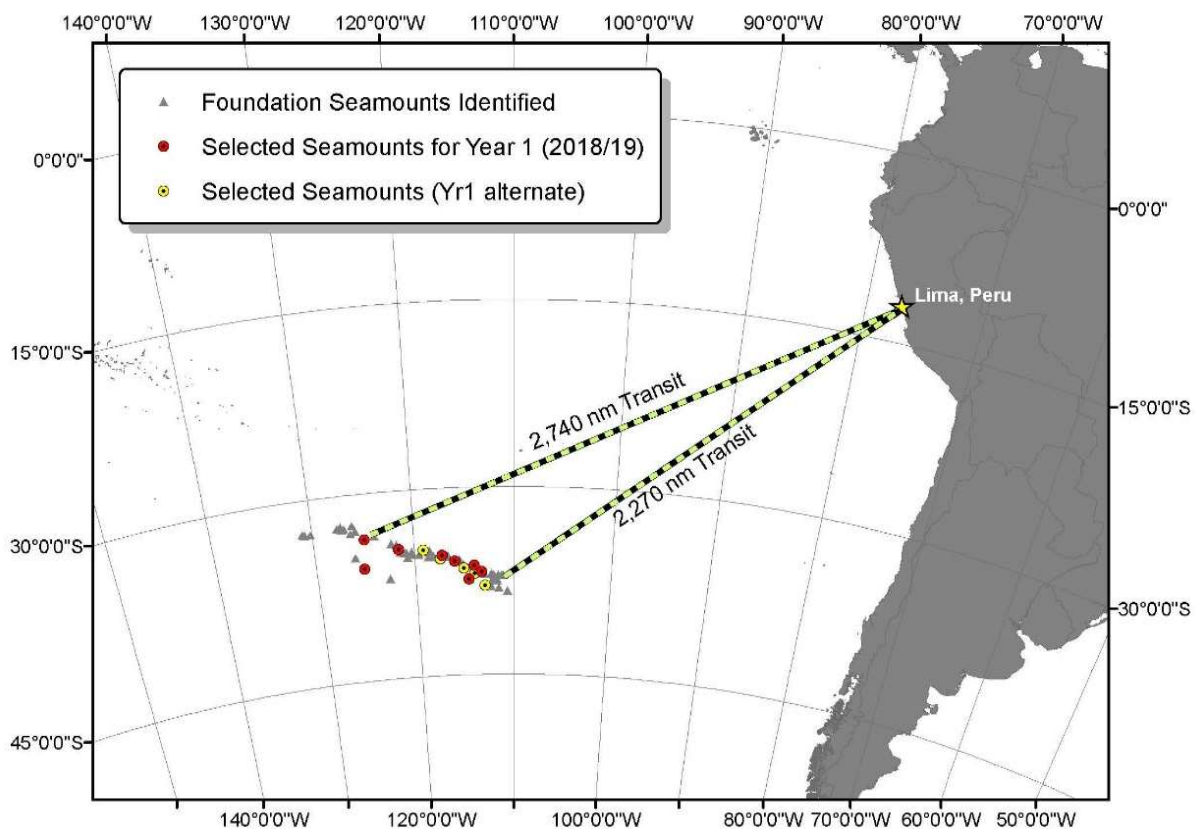 140°0'0"W 130°0'0"W 120°0'0"W 110°0'0"W 100°0'0"W 90°0'0"W 80°0'0"W 70°0'0"W
Foundation Seamounts Identified
Selected Seamounts for Year 1 (2018/19)
Selected Seamounts (Yr1 alternate)
0°0'0"
0°0'0"
Lima, Peru
15°0'0"S
2,740 nm Transit
15°0'0"S
2,270 nm Transit
30°0'0"S
30°0'0"S
45°0'0"S
140°0'0"W 120°0'0"W 100°0'0"W 80°0'0"W 70°0'0"W 60°0'0"W 50°0'0"W